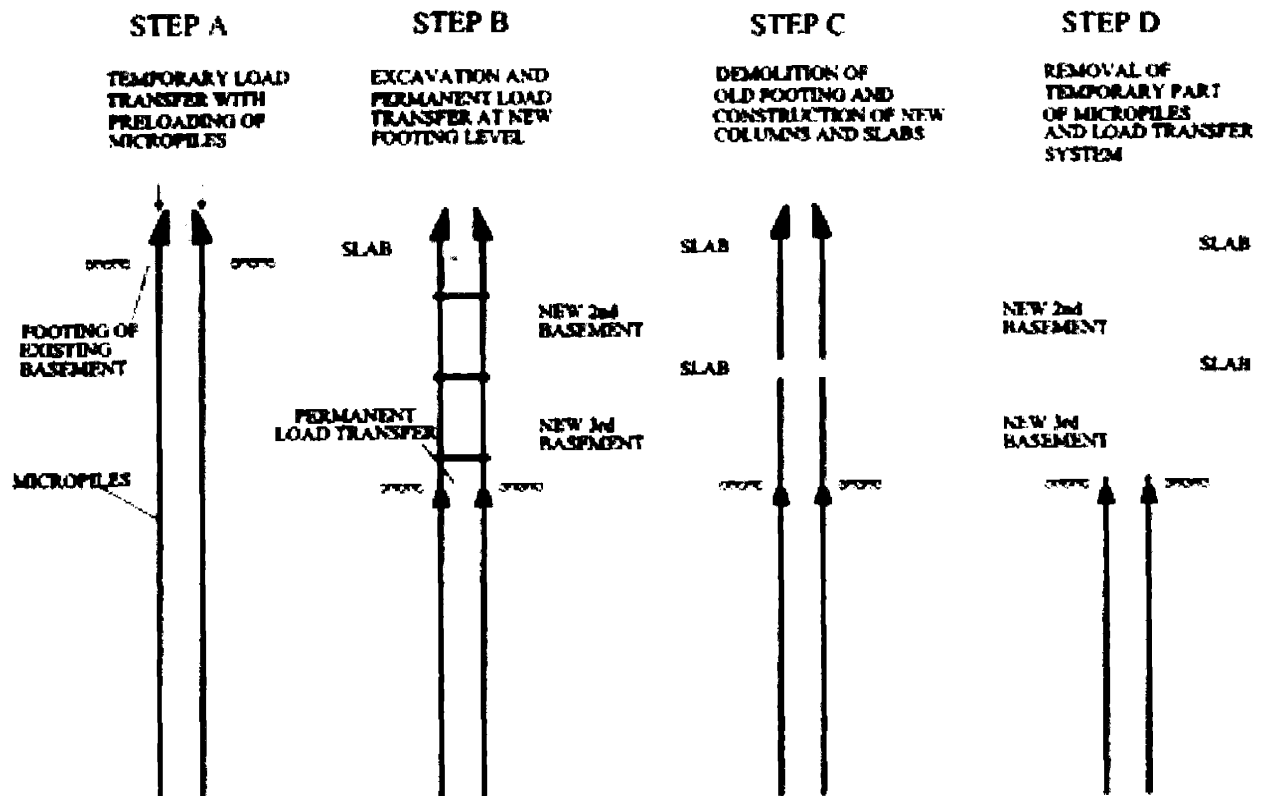 STEP A
TEMPORARY LOAD
TRANSFER WITH
PRELOADING OF
MICROPILES
FOOTING OF
EXISTING
BASEMENT
MICROPILES
STEP B
EXCAVATION AND
PERMANENT LOAD
TRANSFER AT NEW
FOOTING LEVEL
SLAB
NEW 2nd
BASEMENT
PERMANENT
LOAD TRANSFER
NEW 3rd
BASEMENT
STEP C
DEMOLITION OF
OLD FOOTING AND
CONSTRUCTION OF NEW
COLUMNS AND SLABS
SLAB
SLAB
STEP D
REMOVAL OF
TEMPORARY PART
OF MICROPILES
AND LOAD TRANSFER
SYSTEM
SLAB
NEW 2nd
BASEMENT
SLAB
NEW 3rd
BASEMENT